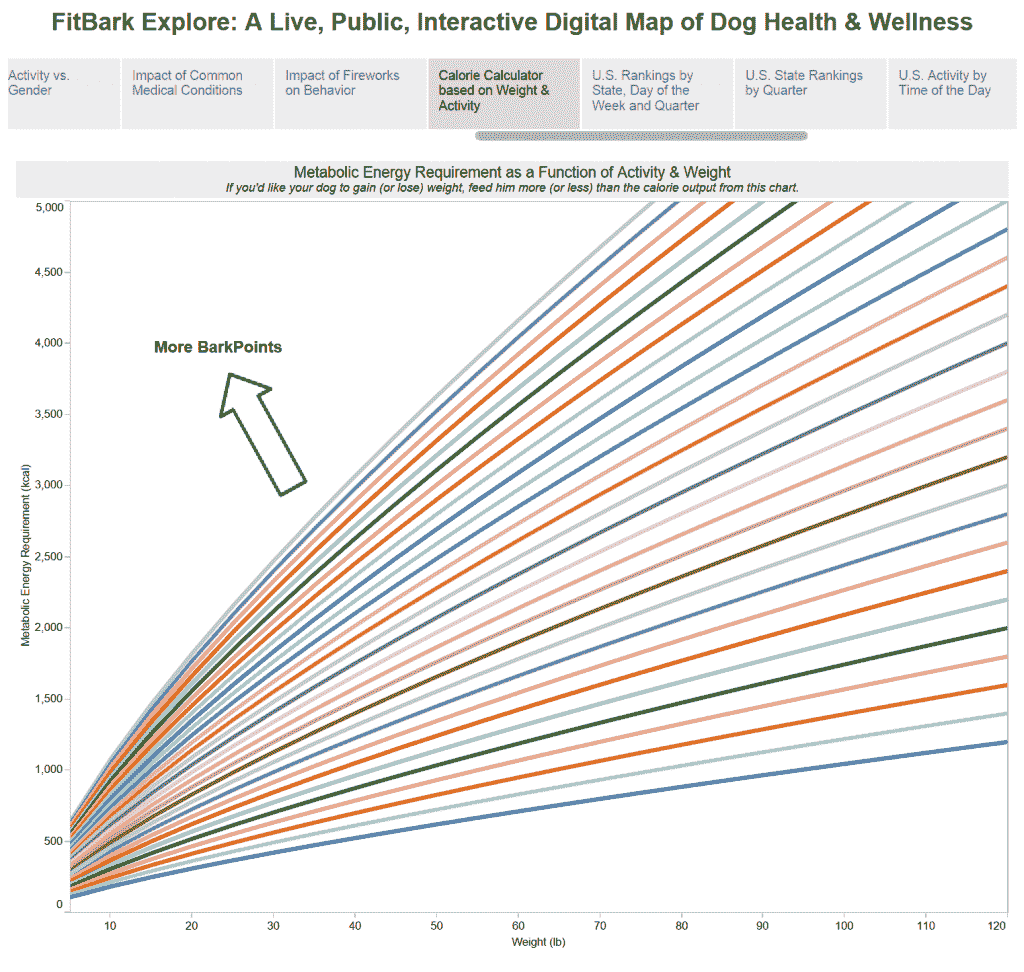 FitBark Explore: A Live, Public, Interactive Digital Map of Dog Health & Wellness
Activity vs.
Gender
Impact of Common
Medical Conditions
Impact of Fireworks
on Behavior
Calorie Calculator
based on Weight &
Activity
U.S. Rankings by
State, Day of the
Week and Quarter
U.S. State Rankings
by Quarter
U.S. Activity by
Time of the Day
Metabolic Energy Requirement as a Function of Activity & Weight
If you'd like your dog to gain (or lose) weight, feed him more (or less) than the calorie output from this chart.
5,000
4,500
4,000
3,500
3,000
2,500
2,000
1,500
1,000
500
0
Metabolic Energy Requirement (kcal)
More BarkPoints
10 20 30 40 50 60 70 80 90 100 110 120
Weight (lb)